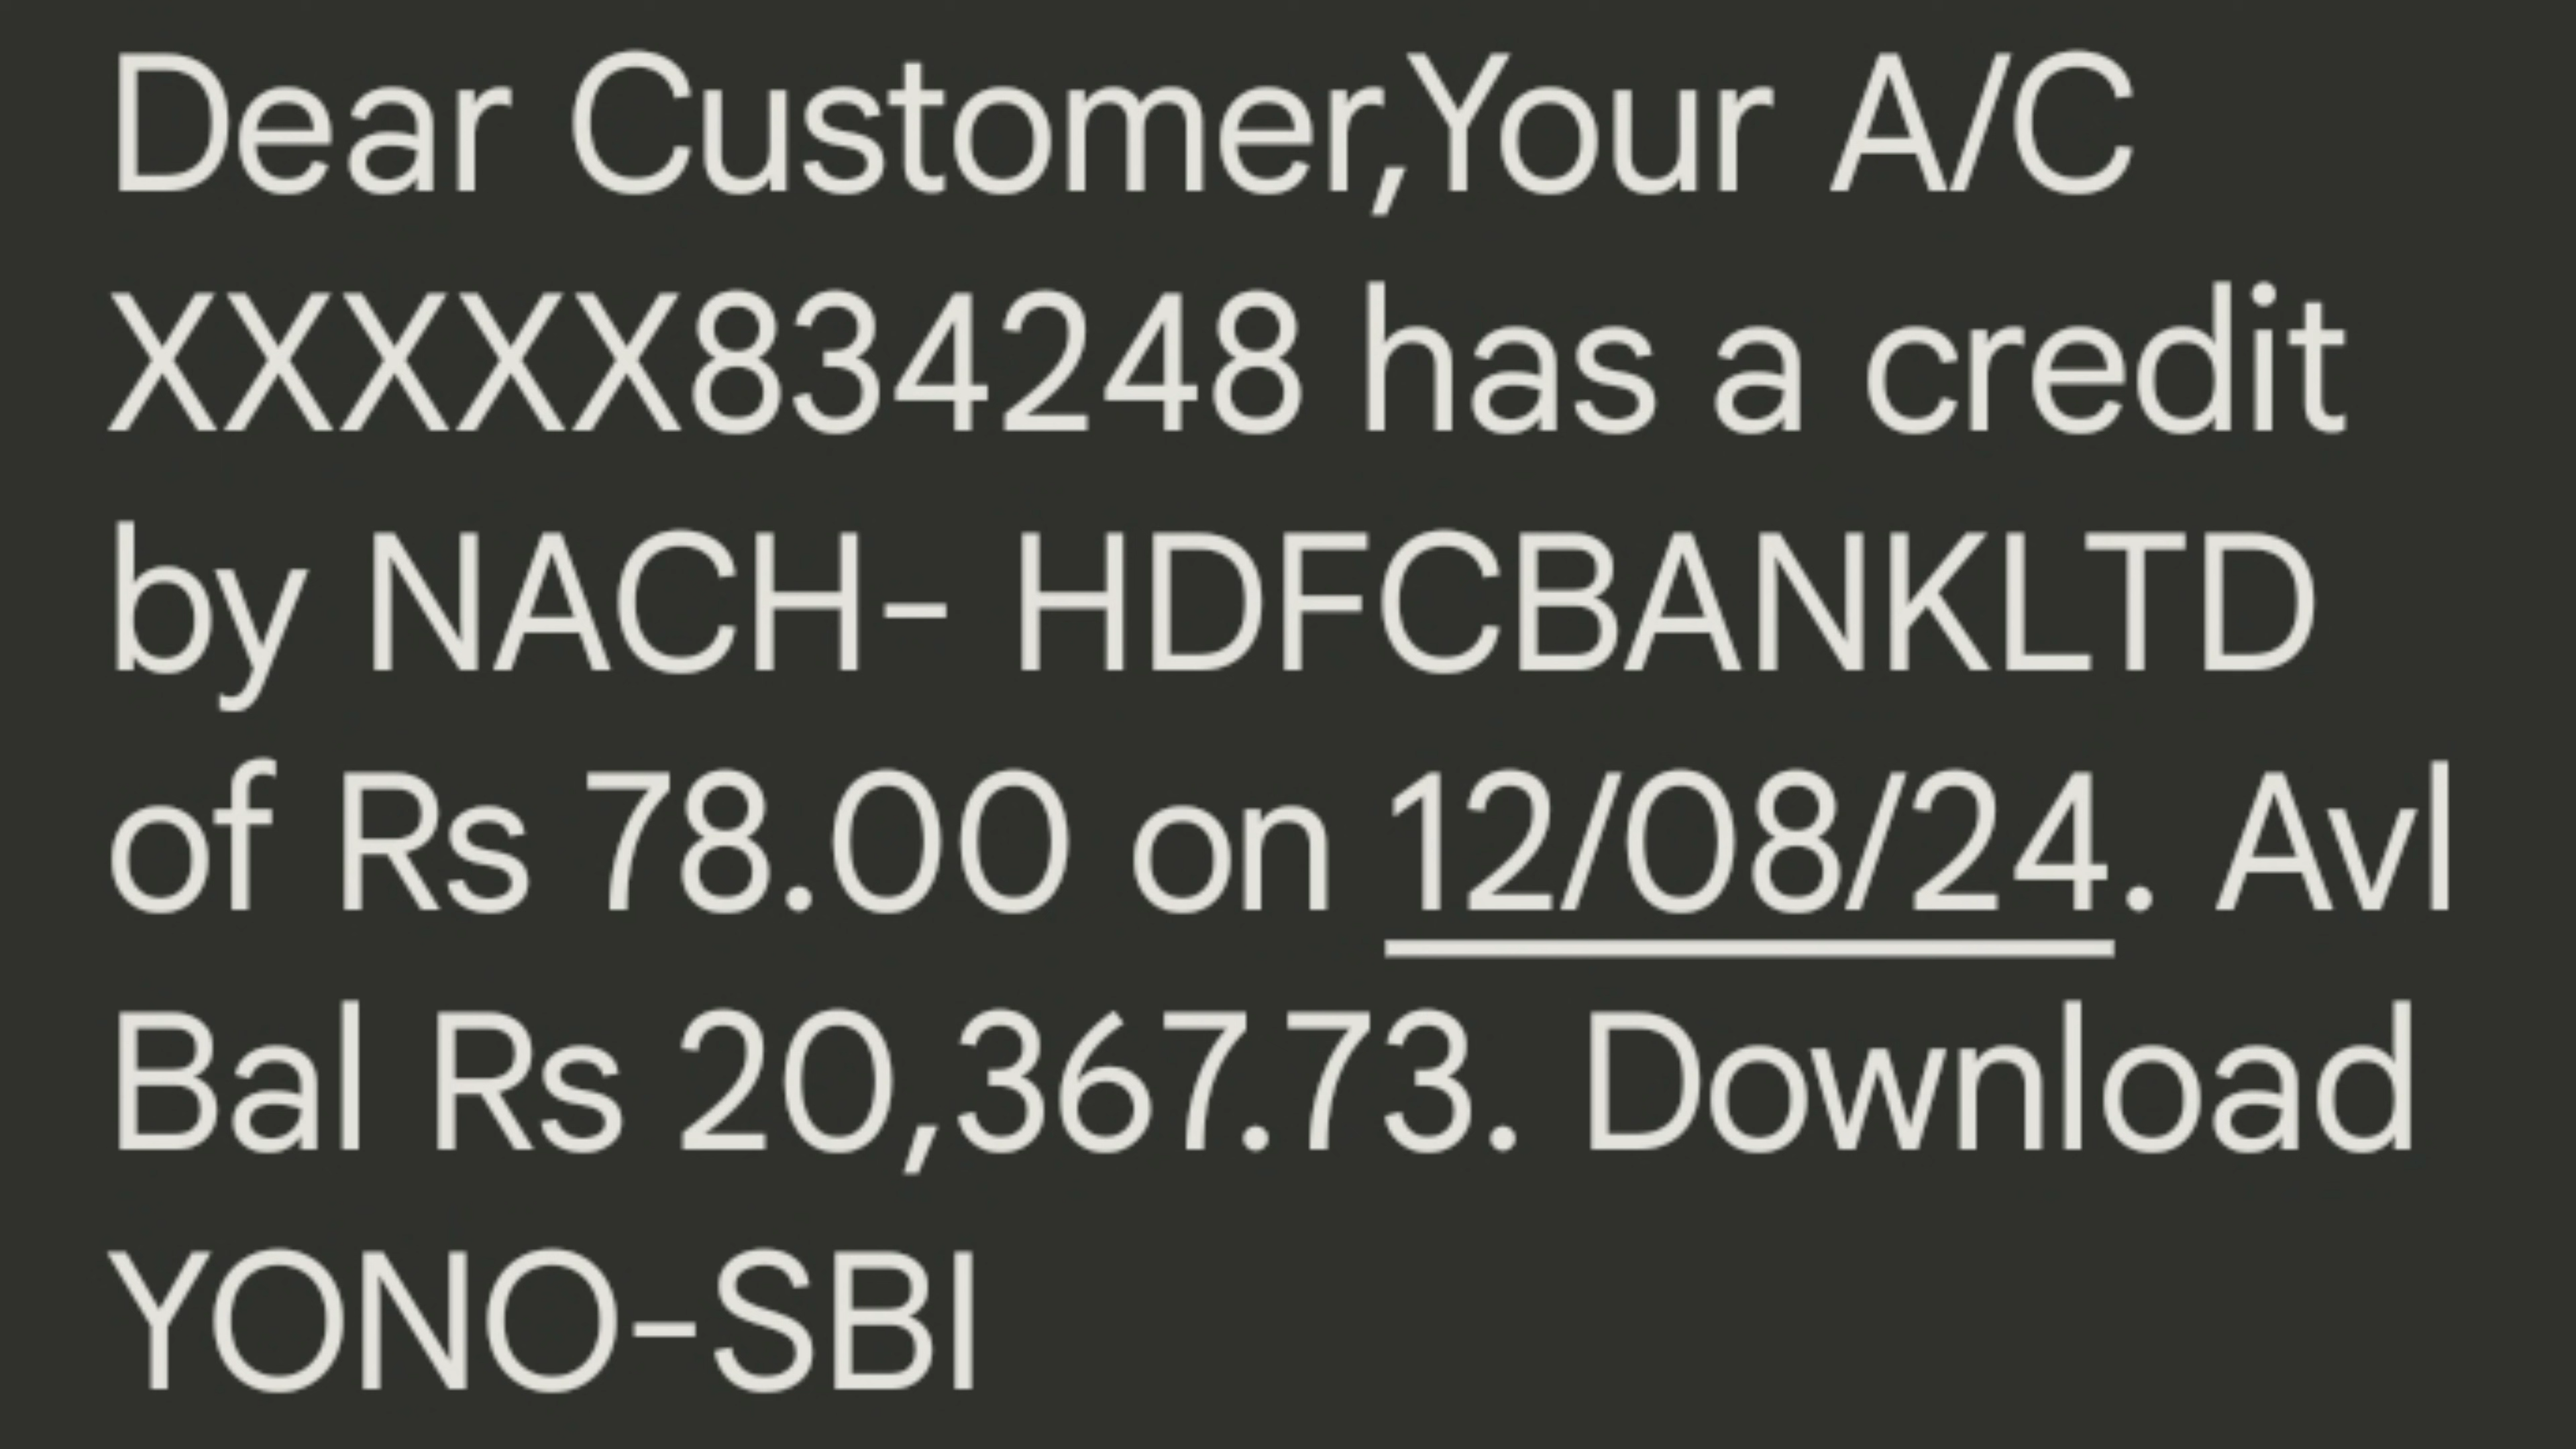 Dear Customer,Your A/C
XXXXX834248 has a credit
by NACH- HDFCBANKLTD
of Rs 78.00 on 12/08/24. Avl
Bal Rs 20,367.73. Download
YONO-SBI